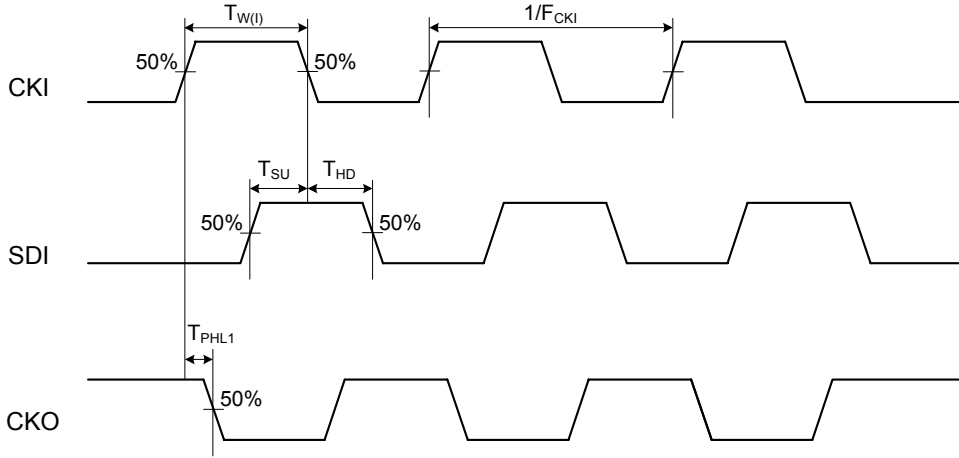 T_W(I)
1/F_CKI
50%
50%
CKI
T_SU
T_HD
50%
50%
SDI
T_PHL1
50%
CKO